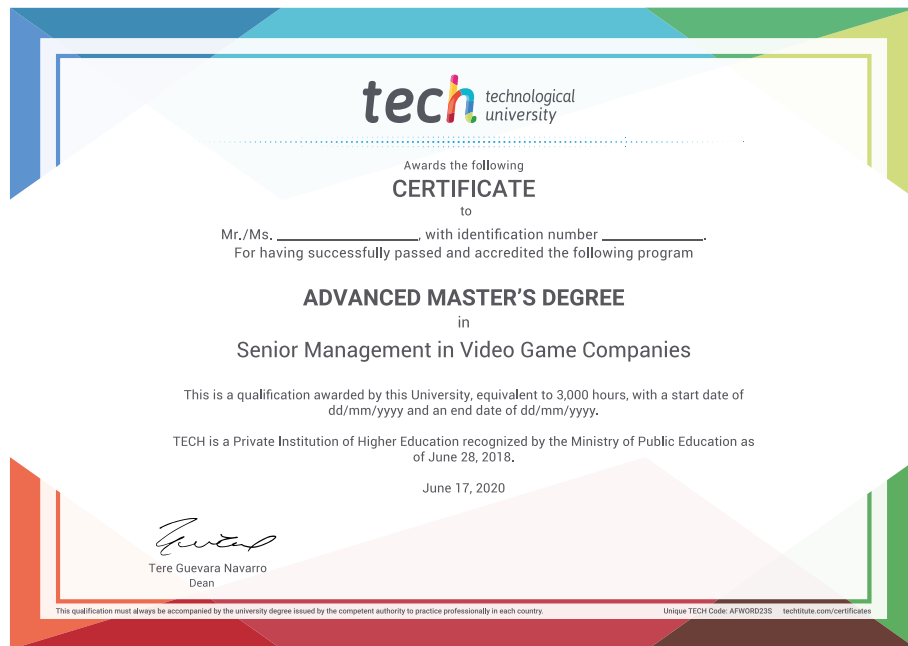 tech technological
university
Awards the following
CERTIFICATE
to
Mr./Ms. ____________, with identification number ____________.
For having successfully passed and accredited the following program
ADVANCED MASTER'S DEGREE
in
Senior Management in Video Game Companies
This is a qualification awarded by this University, equivalent to 3,000 hours, with a start date of
dd/mm/yyyy and an end date of dd/mm/yyyy.
TECH is a Private Institution of Higher Education recognized by the Ministry of Public Education as
of June 28, 2018.
June 17, 2020
Tere Guevara Navarro
Dean
This qualification must always be accompanied by the university degree issued by the competent authority to practice professionally in each country. Unique TECH Code: AFWORD23S techtitute.com/certificates